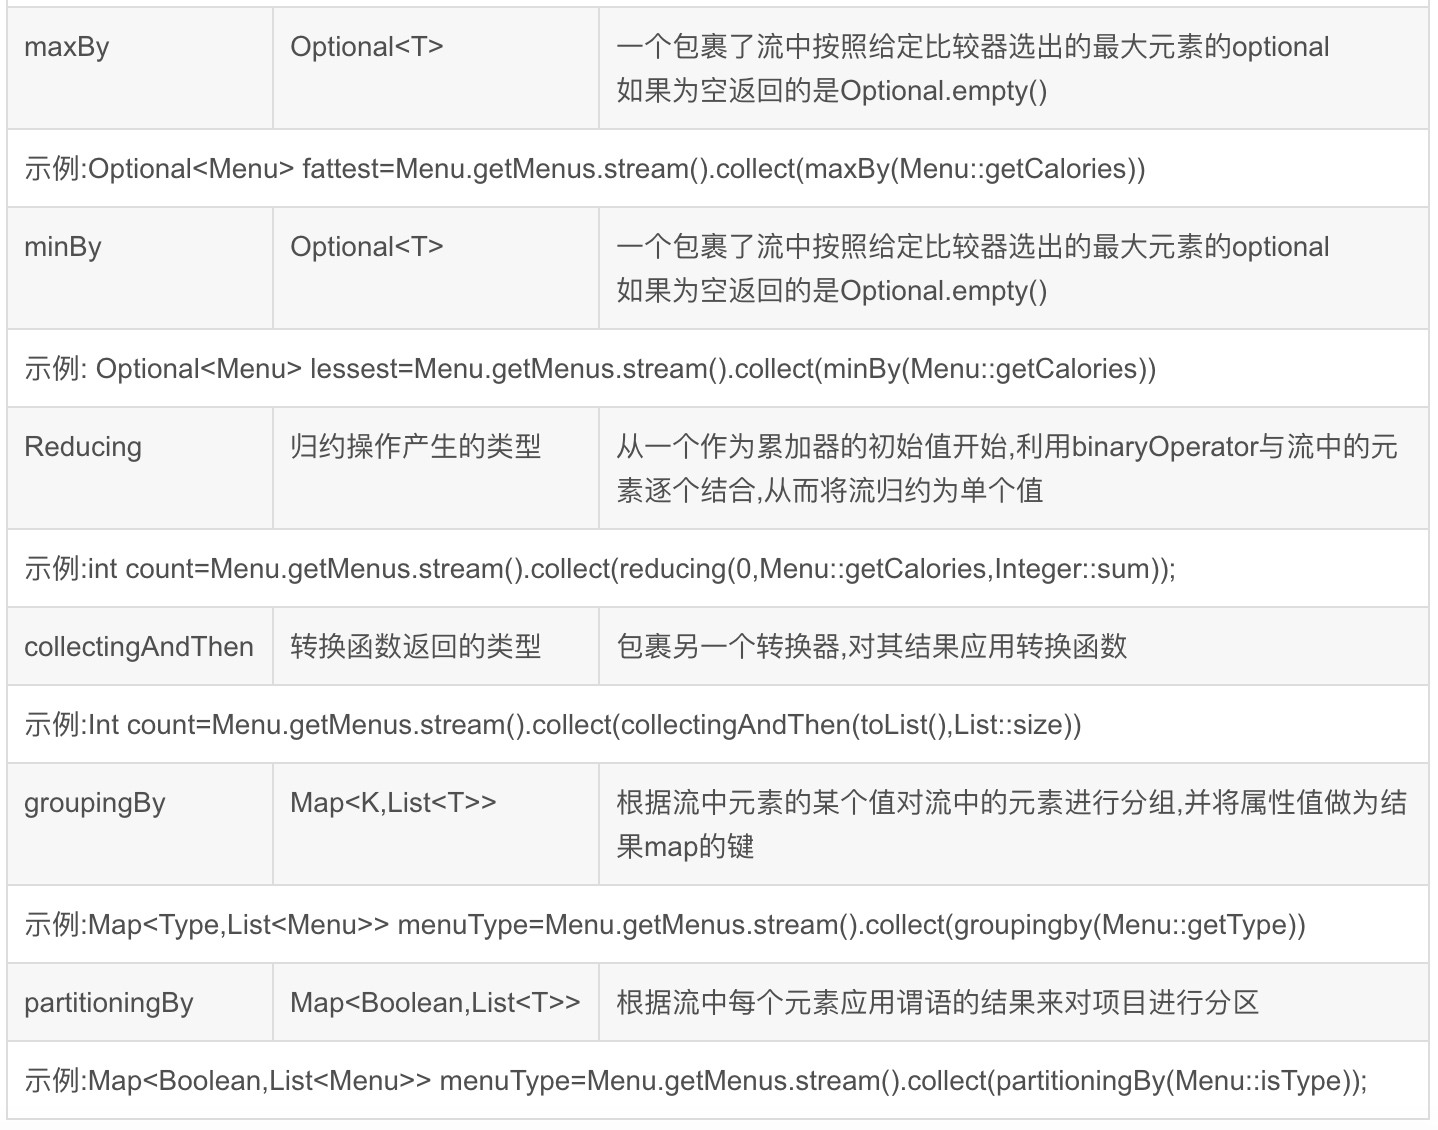 maxBy
Optional<T>
一个包裹了流中按照给定比较器选出的最大元素的optional
如果为空返回的是Optional.empty()
示例:Optional<Menu> fattest=Menu.getMenus.stream().collect(maxBy(Menu::getCalories))
minBy
Optional<T>
一个包裹了流中按照给定比较器选出的最大元素的optional
如果为空返回的是Optional.empty()
示例: Optional<Menu> lessest=Menu.getMenus.stream().collect(minBy(Menu::getCalories))
Reducing
归约操作产生的类型
从一个作为累加器的初始值开始,利用binaryOperator与流中的元
素逐个结合,从而将流归约为单个值
示例:int count=Menu.getMenus.stream().collect(reducing(0,Menu::getCalories,Integer::sum));
collectingAndThen
转换函数返回的类型
包裹另一个转换器,对其结果应用转换函数
示例:Int count=Menu.getMenus.stream().collect(collectingAndThen(toList(),List::size))
groupingBy
Map<K,List<T>>
根据流中元素的某个值对流中的元素进行分组,并将属性值做为结
果map的键
示例:Map<Type,List<Menu>> menuType=Menu.getMenus.stream().collect(groupingby(Menu::getType))
partitioningBy
Map<Boolean,List<T>>
根据流中每个元素应用谓语的结果来对项目进行分区
示例:Map<Boolean,List<Menu>> menuType=Menu.getMenus.stream().collect(partitioningBy(Menu::isType));